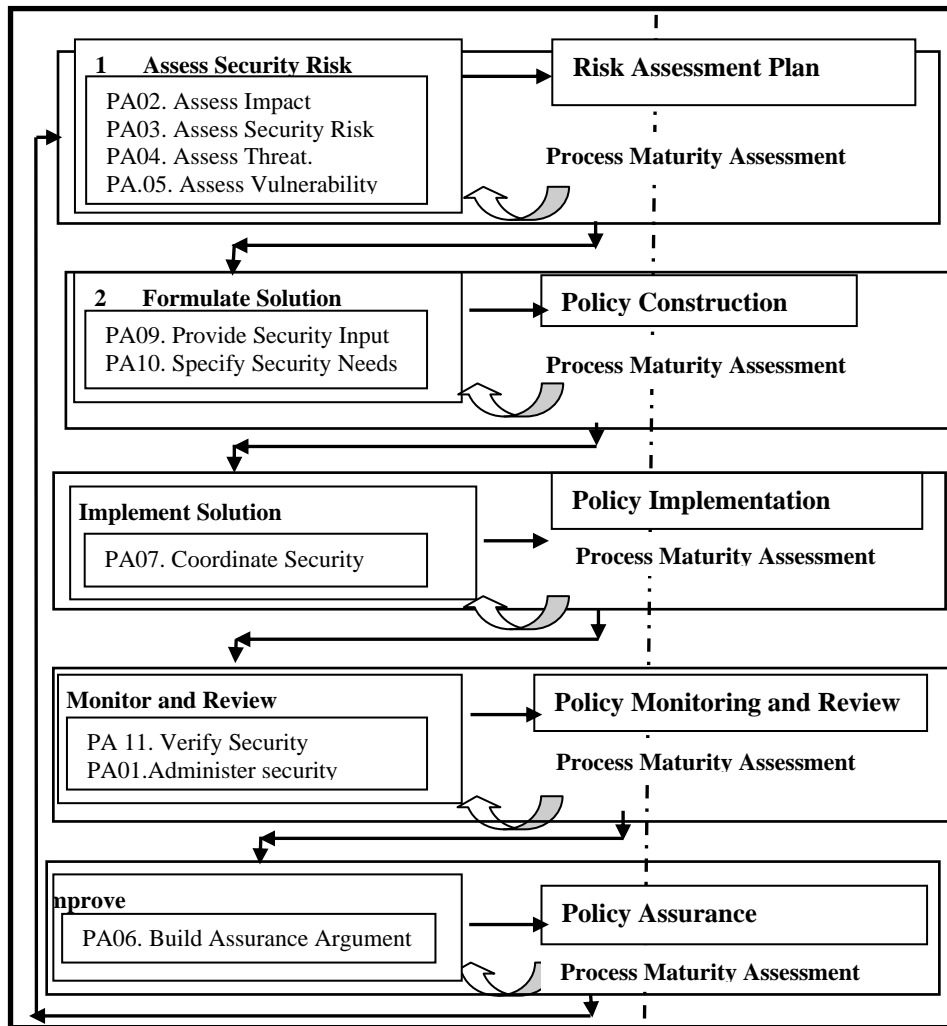 1 Assess Security Risk
PA02. Assess Impact
PA03. Assess Security Risk
PA04. Assess Threat.
PA.05. Assess Vulnerability
Risk Assessment Plan
Process Maturity Assessment
2 Formulate Solution
PA09. Provide Security Input
PA10. Specify Security Needs
Policy Construction
Process Maturity Assessment
Implement Solution
PA07. Coordinate Security
Policy Implementation
Process Maturity Assessment
Monitor and Review
PA 11. Verify Security
PA01.Administer security
Policy Monitoring and Review
Process Maturity Assessment
mprove
PA06. Build Assurance Argument
Policy Assurance
Process Maturity Assessment